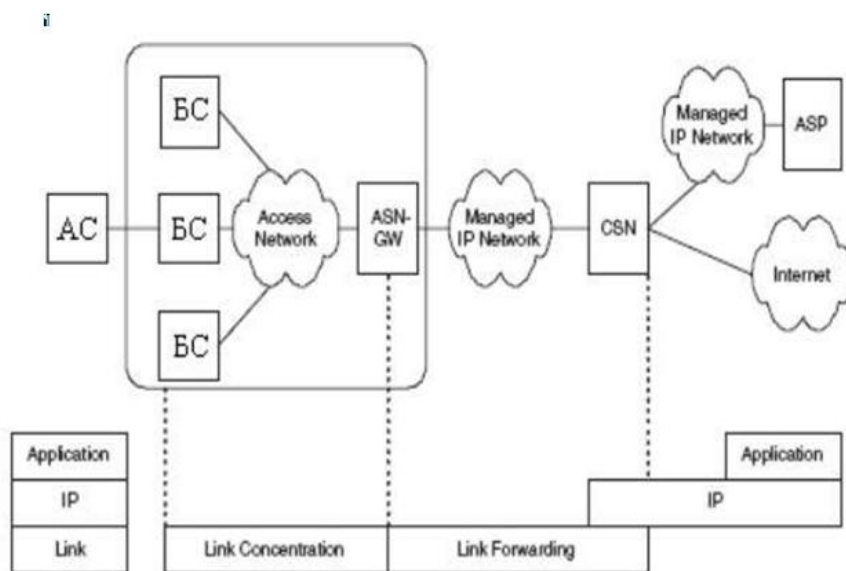 БС
Managed
IP Network
ASP
АС
БС
Access
Network
ASN-
GW
Managed
IP Network
CSN
Internet
БС
Application
Application
IP
IP
Link
Link Concentration
Link Forwarding